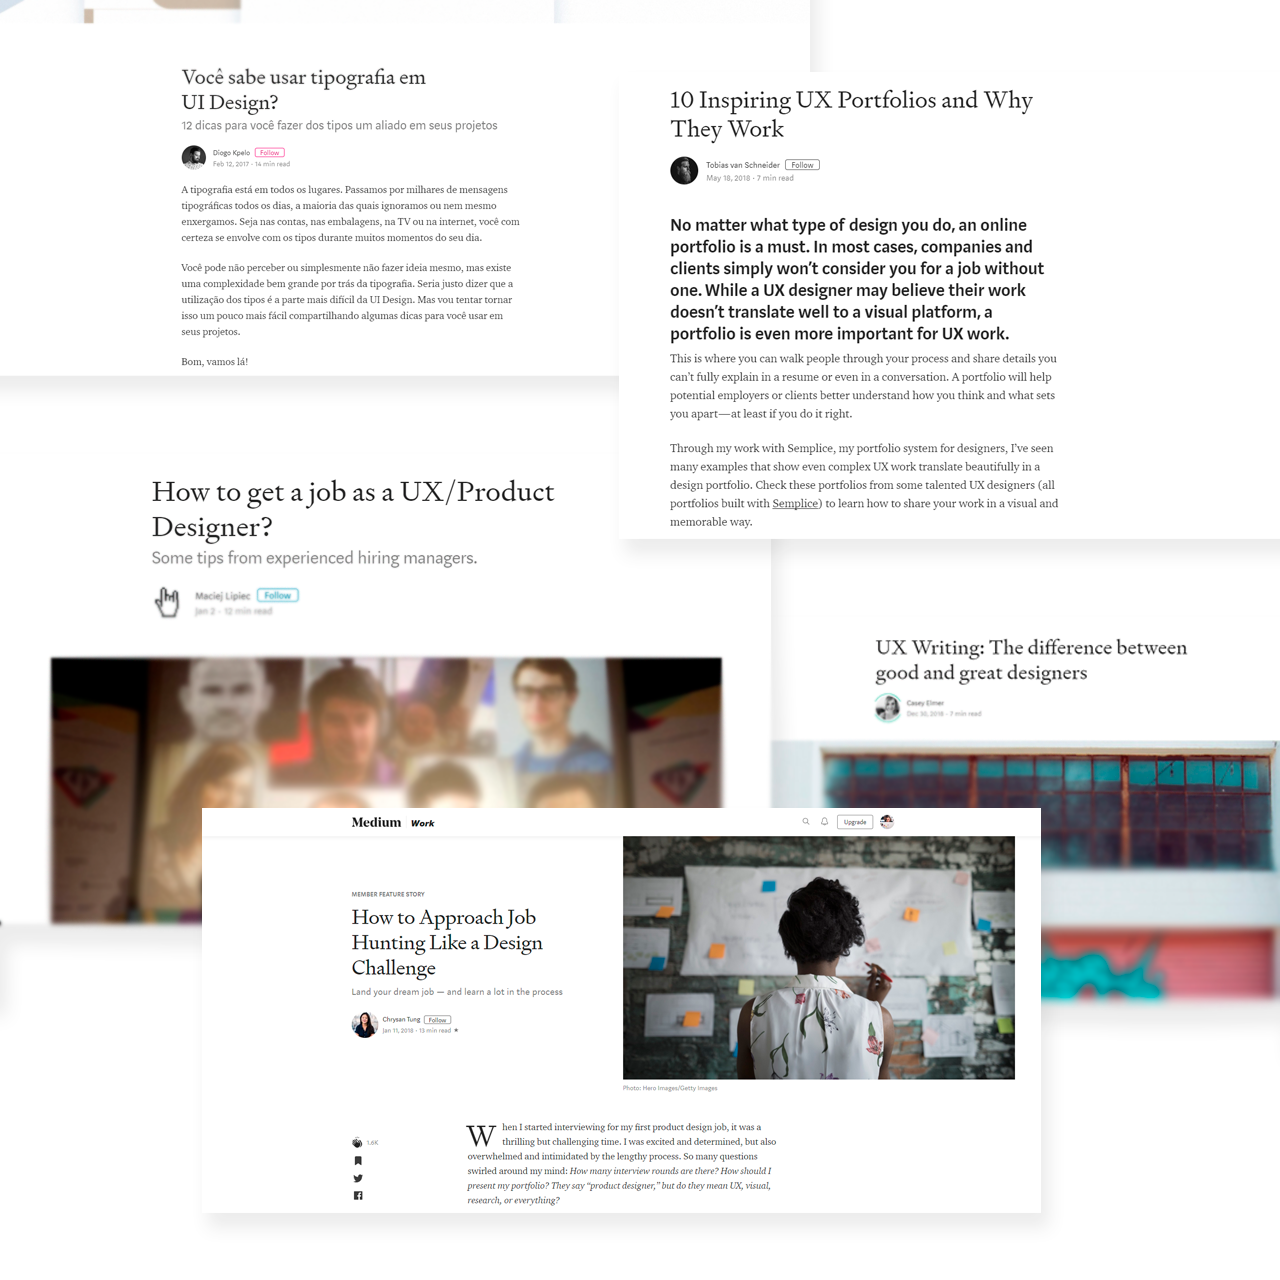 Você sabe usar tipografia em
UI Design?
12 dicas para você fazer dos tipos um aliado em seus projetos
Diogo Kpelo Follow
Feb 12, 2017 · 14 min read
A tipografia está em todos os lugares. Passamos por milhares de mensagens
tipográficas todos os dias, a maioria das quais ignoramos ou nem mesmo
enxergamos. Seja nas contas, nas embalagens, na TV ou na internet, você com
certeza se envolve com os tipos durante muitos momentos do seu dia.
Você pode não perceber ou simplesmente não fazer ideia mesmo, mas existe
uma complexidade bem grande por trás da tipografia. Seria justo dizer que a
utilização dos tipos é a parte mais difícil da UI Design. Mas vou tentar tornar
isso um pouco mais fácil compartilhando algumas dicas para você usar em
seus projetos.
Bom, vamos lá!
10 Inspiring UX Portfolios and Why
They Work
Tobias van Schneider Follow
May 18, 2018 · 7 min read
No matter what type of design you do, an online
portfolio is a must. In most cases, companies and
clients simply won’t consider you for a job without
one. While a UX designer may believe their work
doesn’t translate well to a visual platform, a
portfolio is even more important for UX work.
This is where you can walk people through your process and share details you
can’t fully explain in a resume or even in a conversation. A portfolio will help
potential employers or clients better understand how you think and what sets
you apart—at least if you do it right.
Through my work with Semplice, my portfolio system for designers, I’ve seen
many examples that show even complex UX work translate beautifully in a
design portfolio. Check these portfolios from some talented UX designers (all
portfolios built with Semplice) to learn how to share your work in a visual and
memorable way.
How to get a job as a UX/Product
Designer?
Some tips from experienced hiring managers.
Maciej Lipiec Follow
Jan 2 · 12 min read
UX Writing: The difference between
good and great designers
Casey Elmer
Dec 30, 2018 · 7 min read
Medium Work
Upgrade
MEMBER FEATURE STORY
How to Approach Job
Hunting Like a Design
Challenge
Land your dream job — and learn a lot in the process
Chrysan Tung Follow
Jan 11, 2018 · 13 min read ★
Photo: Hero Images/Getty Images
1.6K
When I started interviewing for my first product design job, it was a
thrilling but challenging time. I was excited and determined, but also
overwhelmed and intimidated by the lengthy process. So many questions
swirled around my mind: How many interview rounds are there? How should I
present my portfolio? They say “product designer,” but do they mean UX, visual,
research, or everything?